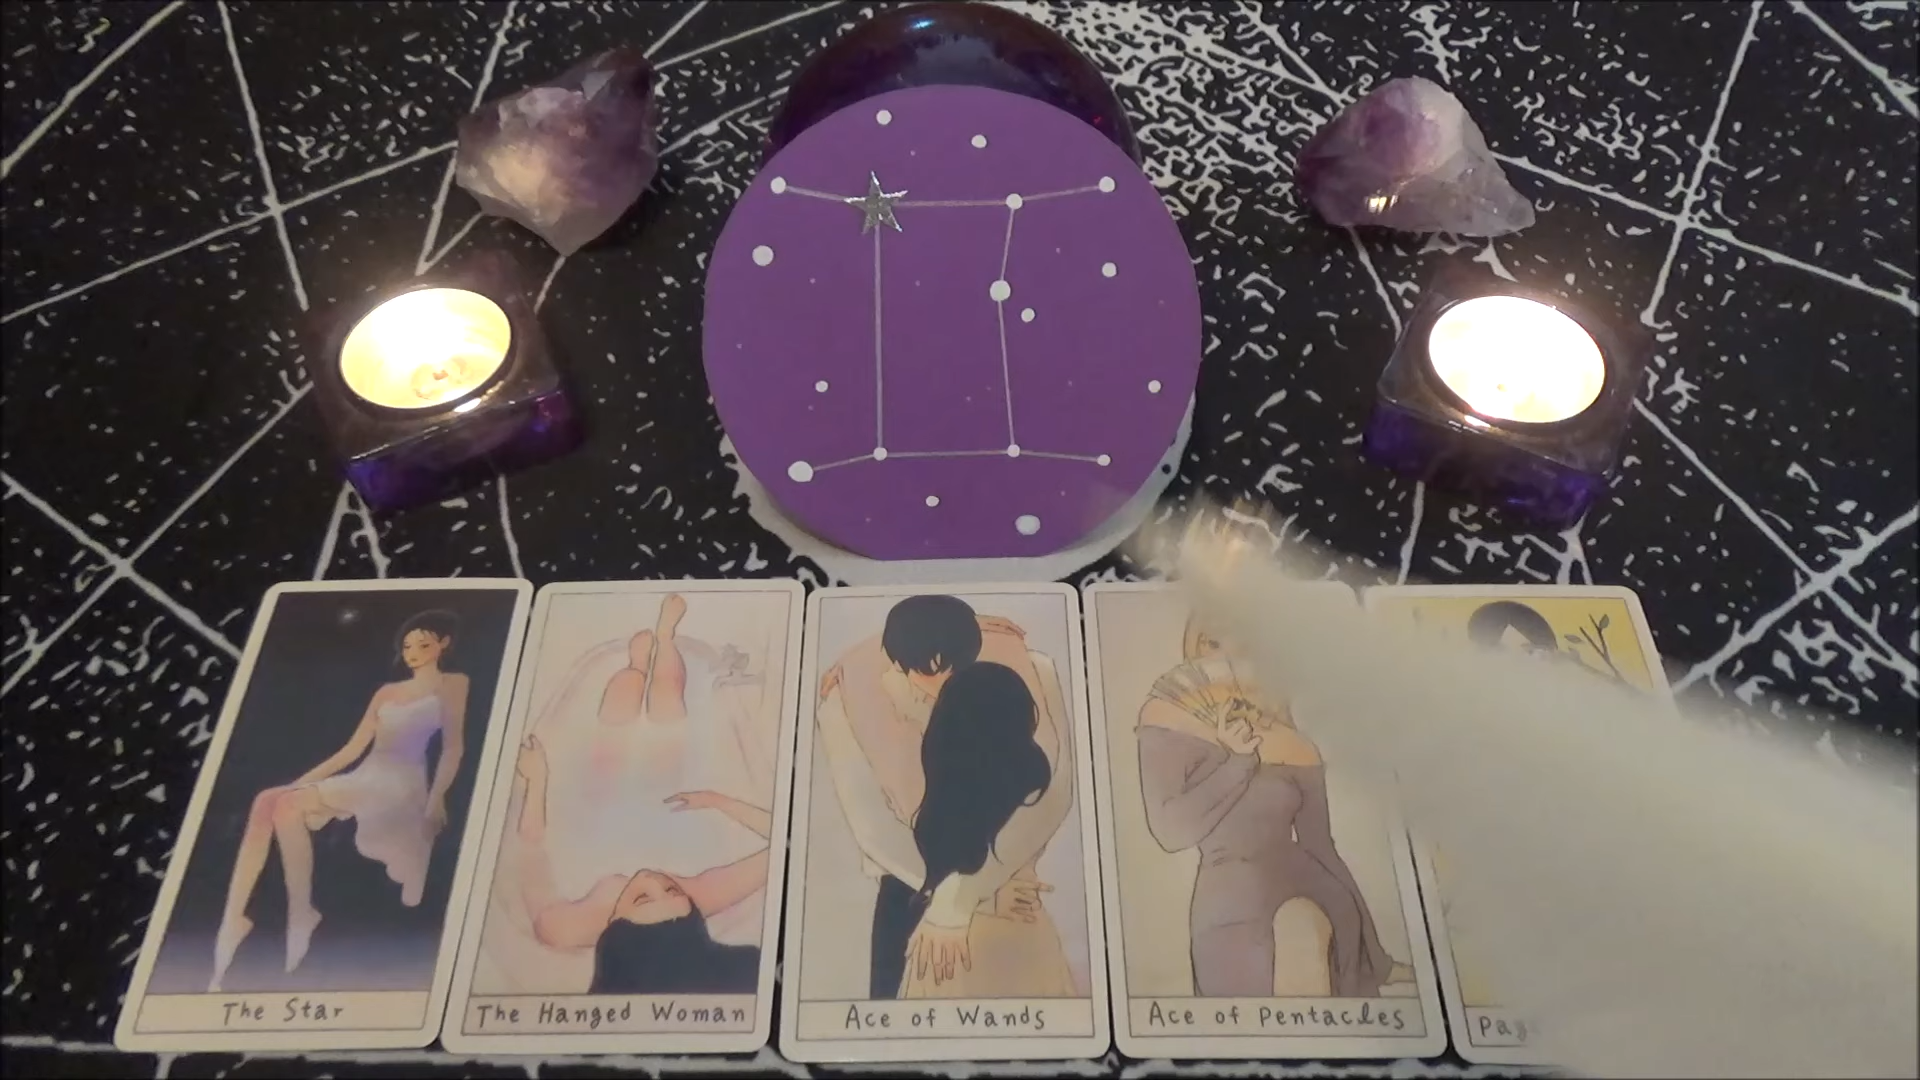 The Star
The Hanged Woman
Ace of Wands
Ace of Pentacles